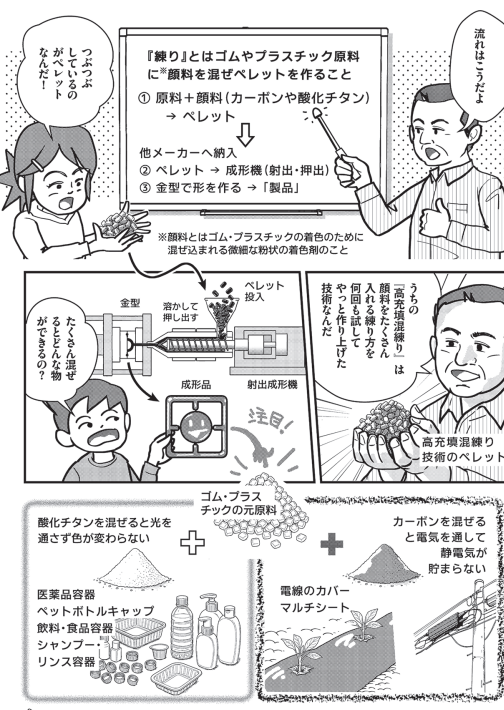 流れはこうだよ
『練り』とはゴムやプラスチック原料
に※顔料を混ぜペレットを作ること
① 原料＋顔料(カーボンや酸化チタン)
→ ペレット
他メーカーへ納入
② ペレット → 成形機(射出・押出)
③ 金型で形を作る → 「製品」
つぶつぶ
しているの
がペレット
なんだ！
※顔料とはゴム・プラスチックの着色のために
混ぜ込まれる微細な粉状の着色剤のこと
うちの
『高充填混練り』は
顔料をたくさん
入れる練り方を
何回も試して
やっと作り上げた
技術なんだ
高充填混練り
技術のペレット
ペレット
投入
溶かして
押し出す
金型
成形品
射出成形機
たくさん混ぜ
るとどんな物
ができるの？
注目！
ゴム・プラス
チックの元原料
カーボンを混ぜる
と電気を通して
静電気が
貯まらない
電線のカバー
マルチシート
酸化チタンを混ぜると光を
通さず色が変わらない
医薬品容器
ペットボトルキャップ
飲料・食品容器
シャンプー・
リンス容器